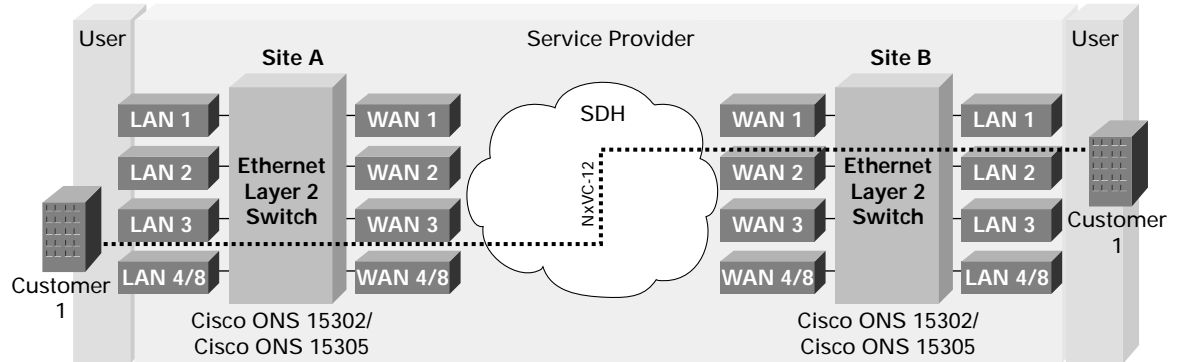 User
Service Provider
User
Site A
Site B
LAN 1
WAN 1
SDH
WAN 1
LAN 1
LAN 2
Ethernet
Layer 2
Switch
WAN 2
NxVC-12
WAN 2
Ethernet
Layer 2
Switch
LAN 2
LAN 3
WAN 3
WAN 3
LAN 3
LAN 4/8
WAN 4/8
WAN 4/8
LAN 4/8
Customer
1
Customer
1
Cisco ONS 15302/
Cisco ONS 15305
Cisco ONS 15302/
Cisco ONS 15305